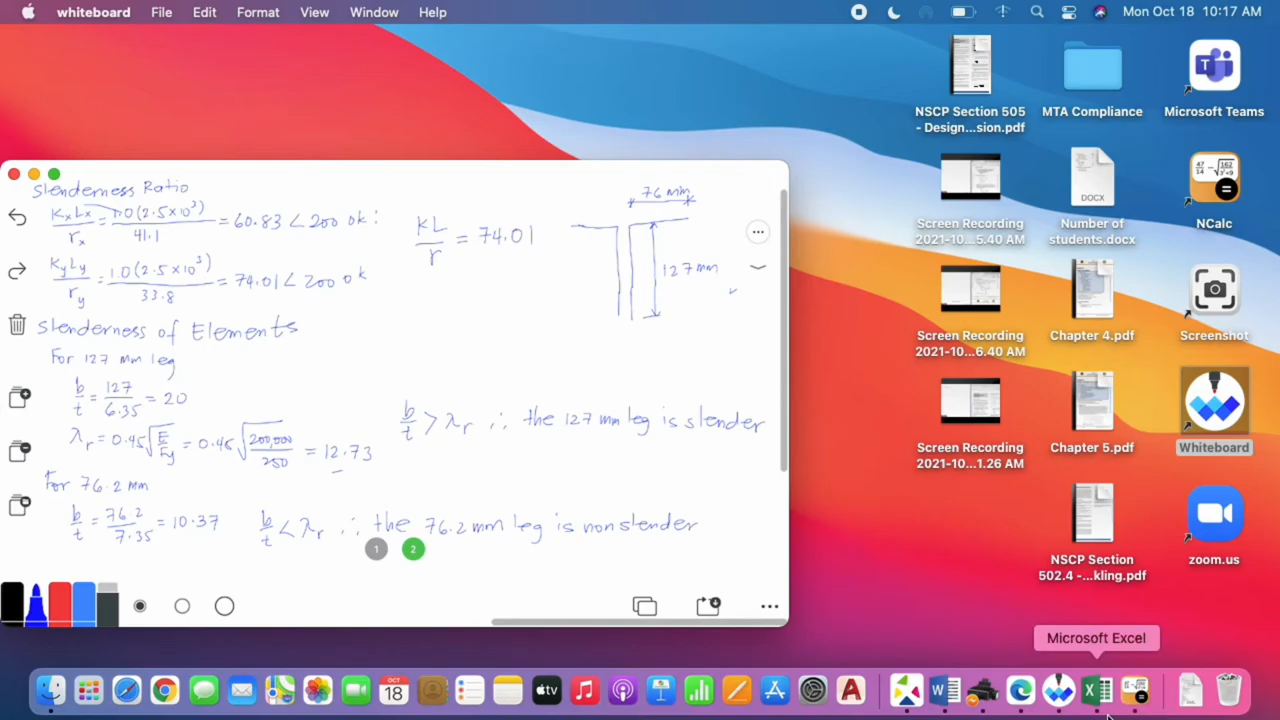 whiteboard File Edit Format View Window Help Mon Oct 18 10:17 AM
Slenderness Ratio
KxLx/rx = 1.0(2.5x10³)/41.1 = 60.83 < 200 ok!
KyLy/ry = 1.0(2.5x10³)/33.8 = 74.01 < 200 ok
KL/r = 74.01
76 mm
127mm
Slenderness of Elements
For 127 mm leg
b/t = 127/6.35 = 20
λr = 0.45√E/Fy = 0.45√200,000/250 = 12.73
b/t > λr ∴ the 127 mm leg is slender
For 76.2 mm
b/t = 76.2/7.35 = 10.37
b/t < λr ∴ the 76.2 mm leg is nonslender
1 2
NSCP Section 505
- Design...sion.pdf
MTA Compliance
Microsoft Teams
Screen Recording
2021-10...5.40 AM
Number of
students.docx
NCalc
Screen Recording
2021-10...6.40 AM
Chapter 4.pdf
Screenshot
Screen Recording
2021-10...1.26 AM
Chapter 5.pdf
Whiteboard
NSCP Section
502.4 -...kling.pdf
zoom.us
DOCX
Microsoft Excel
OCT
18
tv